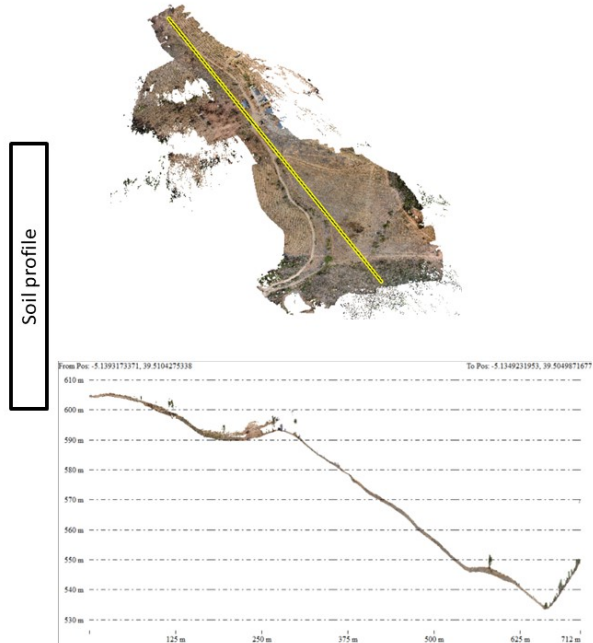 Soil profile
From Pos: -5.1393173371, 39.5104275338 To Pos: -5.1349231953, 39.5049871677
610 m
600 m
590 m
580 m
570 m
560 m
550 m
540 m
530 m
125 m 250 m 375 m 500 m 625 m 712 m